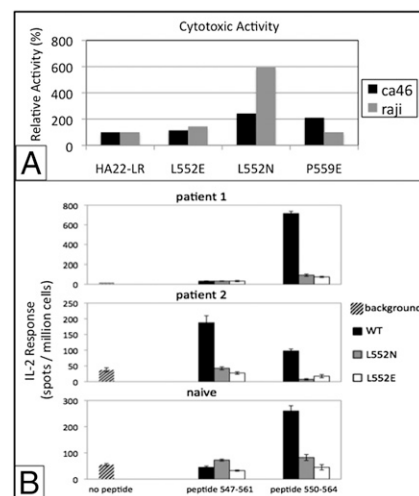 Cytotoxic Activity
Relative Activity (%)
800
600
400
200
0
HA22-LR L552E L552N P559E
ca46
raji
A
patient 1
800
600
400
200
0
patient 2
250
200
150
100
50
0
naive
300
200
100
0
IL-2 Response
(spots / million cells)
background
WT
L552N
L552E
no peptide peptide 547-561 peptide 550-564
B